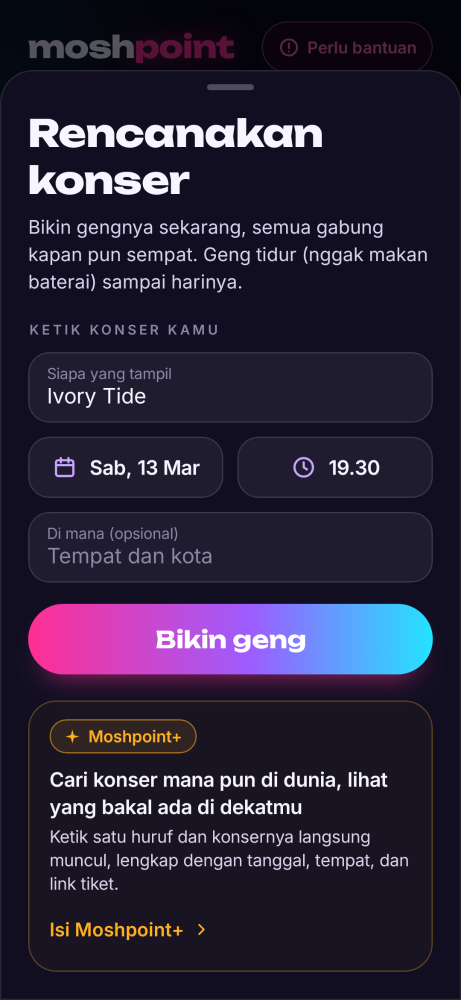 moshpoint
Perlu bantuan
Rencanakan
konser
Bikin gengnya sekarang, semua gabung
kapan pun sempat. Geng tidur (nggak makan
baterai) sampai harinya.
KETIK KONSER KAMU
Siapa yang tampil
Ivory Tide
Sab, 13 Mar
19.30
Di mana (opsional)
Tempat dan kota
Bikin geng
Moshpoint+
Cari konser mana pun di dunia, lihat
yang bakal ada di dekatmu
Ketik satu huruf dan konsernya langsung
muncul, lengkap dengan tanggal, tempat, dan
link tiket.
Isi Moshpoint+